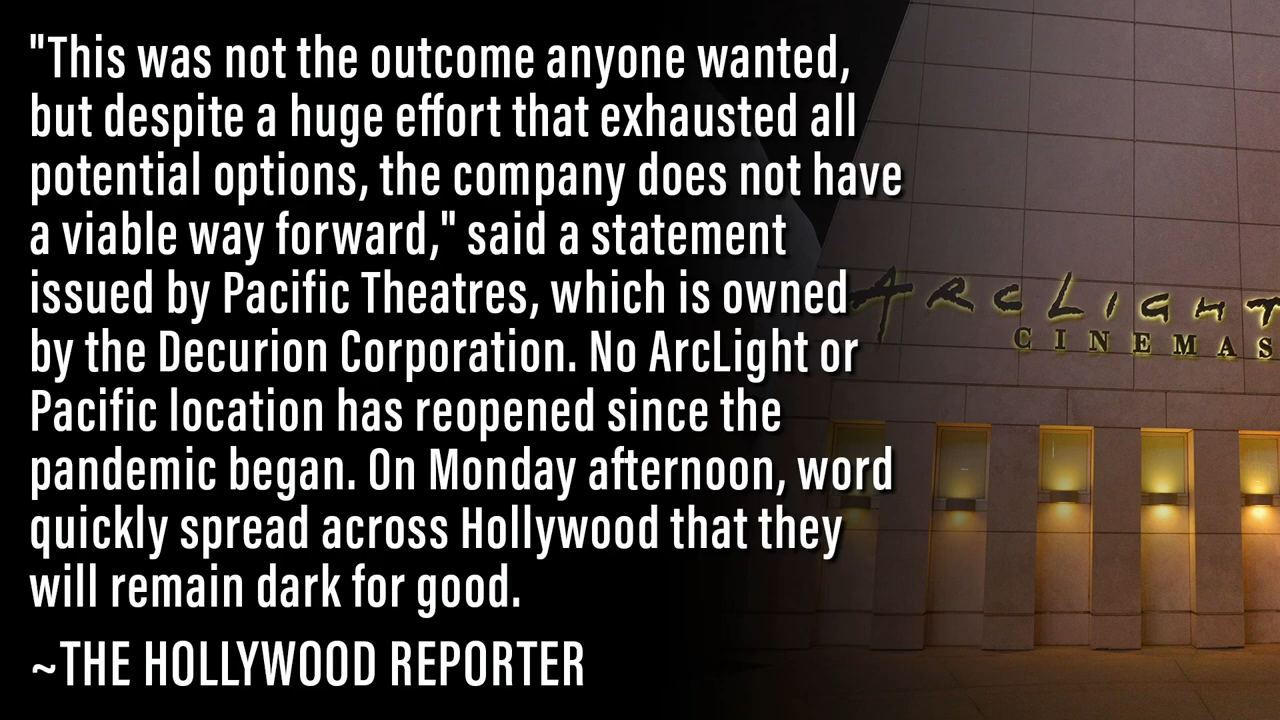 "This was not the outcome anyone wanted,
but despite a huge effort that exhausted all
potential options, the company does not have
a viable way forward," said a statement
issued by Pacific Theatres, which is owned
by the Decurion Corporation. No ArcLight or
Pacific location has reopened since the
pandemic began. On Monday afternoon, word
quickly spread across Hollywood that they
will remain dark for good.
~THE HOLLYWOOD REPORTER
ArcLight
CINEMAS